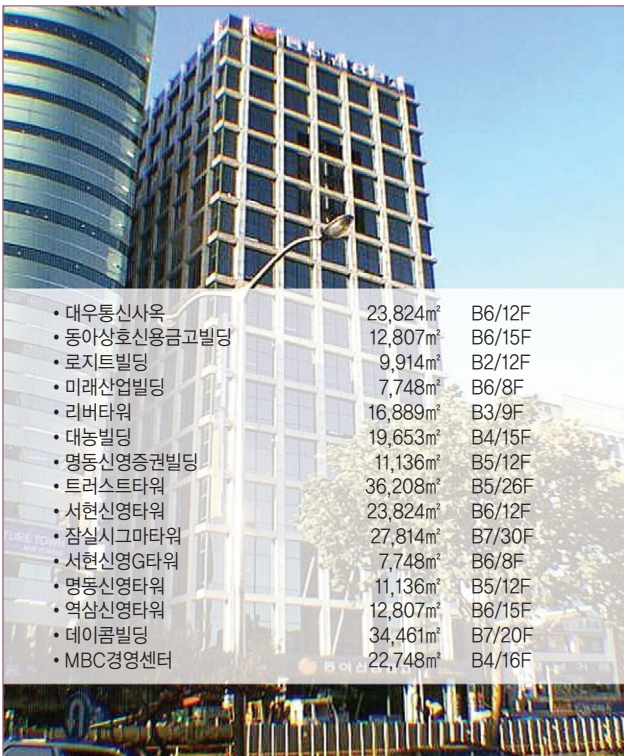 • 대우통신사옥 23,824㎡ B6/12F
• 동아상호신용금고빌딩 12,807㎡ B6/15F
• 로지트빌딩 9,914㎡ B2/12F
• 미래산업빌딩 7,748㎡ B6/8F
• 리버타워 16,889㎡ B3/9F
• 대농빌딩 19,653㎡ B4/15F
• 명동신영증권빌딩 11,136㎡ B5/12F
• 트러스트타워 36,208㎡ B5/26F
• 서현신영타워 23,824㎡ B6/12F
• 잠실시그마타워 27,814㎡ B7/30F
• 서현신영G타워 7,748㎡ B6/8F
• 명동신영타워 11,136㎡ B5/12F
• 역삼신영타워 12,807㎡ B6/15F
• 데이콤빌딩 34,461㎡ B7/20F
• MBC경영센터 22,748㎡ B4/16F